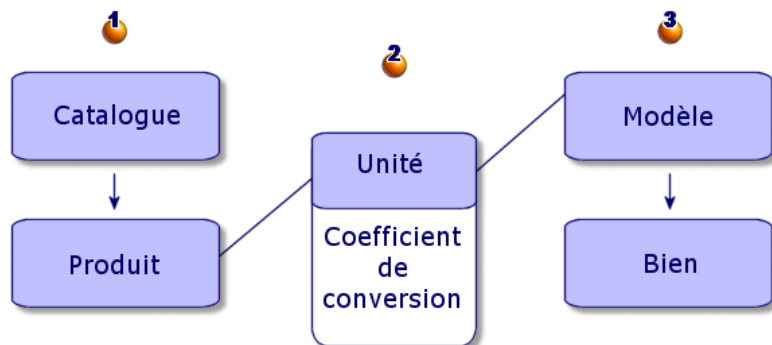 1
2
3
Catalogue
Modèle
Unité
Produit
Coefficient
de
conversion
Bien